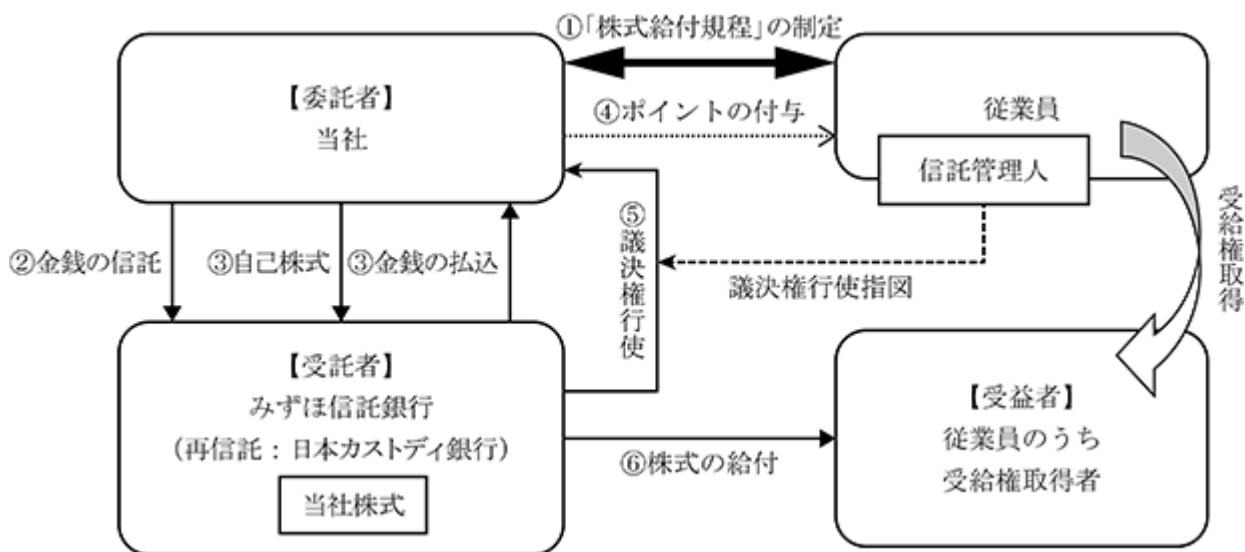 ①「株式給付規程」の制定
【委託者】
当社
④ポイントの付与
従業員
信託管理人
②金銭の信託
③自己株式
③金銭の払込
⑤議決権行使
議決権行使指図
受給権取得
【受託者】
みずほ信託銀行
(再信託：日本カストディ銀行)
当社株式
⑥株式の給付
【受益者】
従業員のうち
受給権取得者